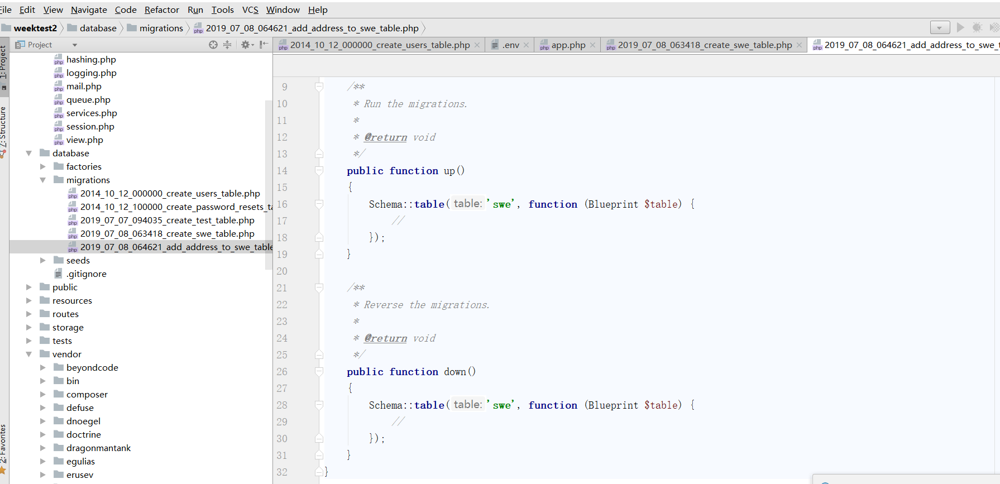 File Edit View Navigate Code Refactor Run Tools VCS Window Help
weektest2 database migrations 2019_07_08_064621_add_address_to_swe_table.php
1: Project
7: Structure
2: Favorites
Project
2014_10_12_000000_create_users_table.php .env app.php 2019_07_08_063418_create_swe_table.php 2019_07_08_064621_add_address_to_swe_t
hashing.php
logging.php
mail.php
queue.php
services.php
session.php
view.php
database
factories
migrations
2014_10_12_000000_create_users_table.php
2014_10_12_100000_create_password_resets_ta
2019_07_07_094035_create_test_table.php
2019_07_08_063418_create_swe_table.php
2019_07_08_064621_add_address_to_swe_table
seeds
.gitignore
public
resources
routes
storage
tests
vendor
beyondcode
bin
composer
defuse
dnoegel
doctrine
dragonmantank
egulias
erusev
9 /**
10 * Run the migrations.
11 *
12 * @return void
13 */
14 public function up()
15 {
16 Schema::table( table: 'swe', function (Blueprint $table) {
17 //
18 });
19 }
20
21 /**
22 * Reverse the migrations.
23 *
24 * @return void
25 */
26 public function down()
27 {
28 Schema::table( table: 'swe', function (Blueprint $table) {
29 //
30 });
31 }
32 }